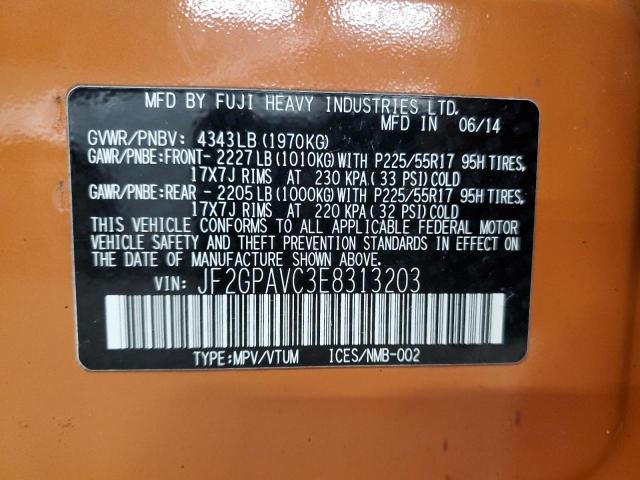 MFD BY FUJI HEAVY INDUSTRIES LTD.
MFD IN 06/14
GVWR/PNBV: 4343LB (1970KG)
GAWR/PNBE:FRONT- 2227LB (1010KG) WITH P225/55R17 95H TIRES,
17X7J RIMS AT 230 KPA (33 PSI) COLD
GAWR/PNBE:REAR - 2205LB (1000KG) WITH P225/55R17 95H TIRES,
17X7J RIMS AT 220 KPA (32 PSI) COLD
THIS VEHICLE CONFORMS TO ALL APPLICABLE FEDERAL MOTOR
VEHICLE SAFETY AND THEFT PREVENTION STANDARDS IN EFFECT ON
THE DATE OF MANUFACTURE SHOWN ABOVE.
VIN: JF2GPAVC3E8313203
TYPE:MPV/VTUM ICES/NMB-002